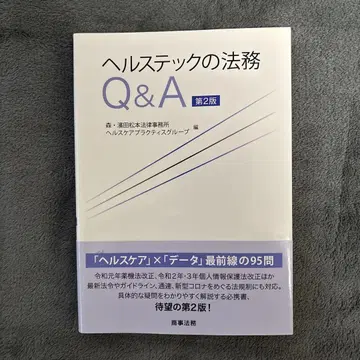 ヘルステックの法務
Q&A 第2版
森・濱田松本法律事務所
ヘルスケアプラクティスグループ 編
「ヘルスケア」×「データ」最前線の95問
令和元年薬機法改正、令和2年・3年個人情報保護法改正ほか
最新法令やガイドライン、通達、新型コロナをめぐる法規制にも対応。
具体的な疑問をわかりやすく解説する必携書、
待望の第2版！
商事法務